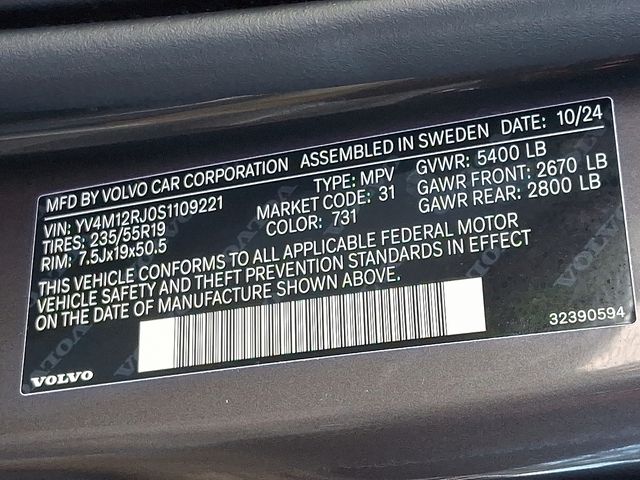 MFD BY VOLVO CAR CORPORATION ASSEMBLED IN SWEDEN DATE: 10/24
VIN: YV4M12RJ0S1109221 TYPE: MPV GVWR: 5400 LB
TIRES: 235/55R19 MARKET CODE: 31 GAWR FRONT: 2670 LB
RIM: 7.5Jx19x50.5 COLOR: 731 GAWR REAR: 2800 LB
THIS VEHICLE CONFORMS TO ALL APPLICABLE FEDERAL MOTOR
VEHICLE SAFETY AND THEFT PREVENTION STANDARDS IN EFFECT
ON THE DATE OF MANUFACTURE SHOWN ABOVE.
32390594
VOLVO